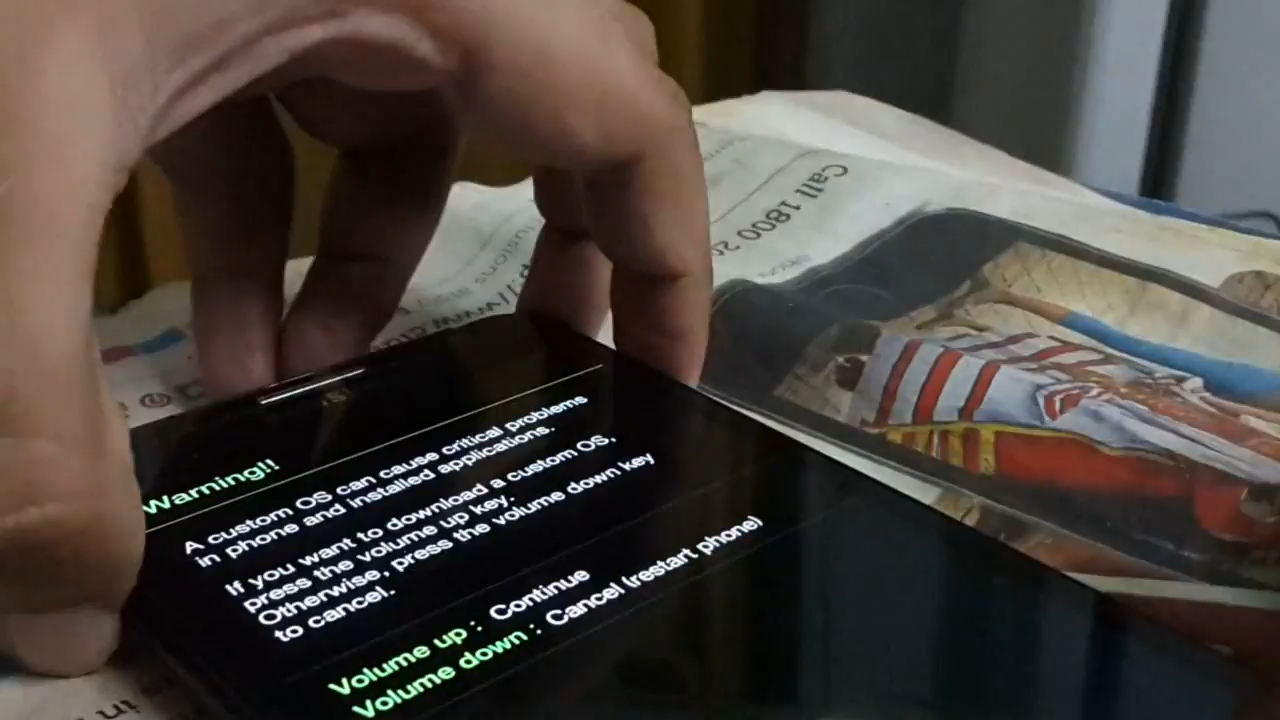 Warning!!
A custom OS can cause critical problems
in phone and installed applications.
If you want to download a custom OS,
press the volume up key.
Otherwise, press the volume down key
to cancel.
Volume up : Continue
Volume down : Cancel (restart phone)
Call 1800 20